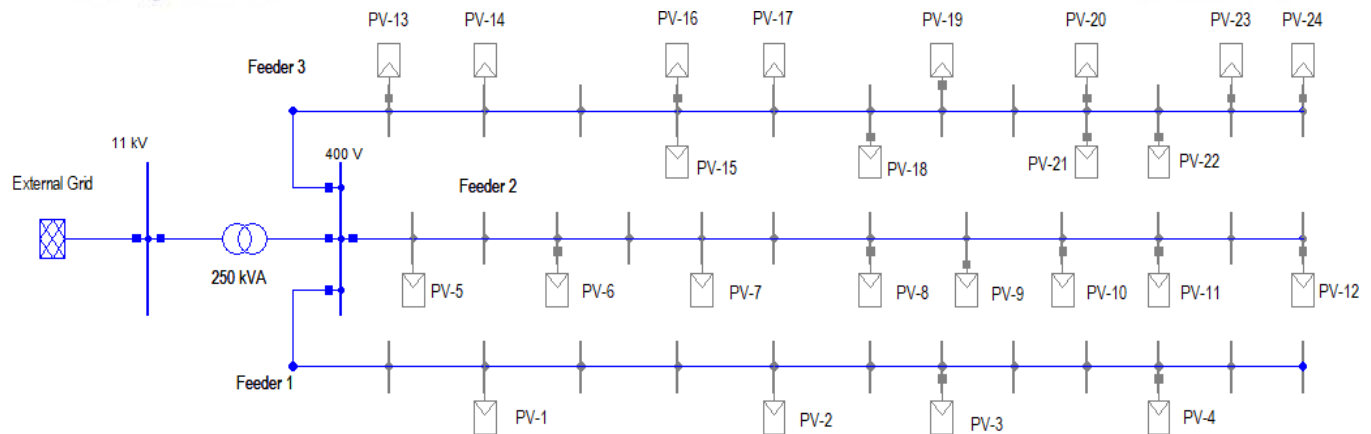 PV-13 PV-14 PV-16 PV-17 PV-19 PV-20 PV-23 PV-24
Feeder 3
11 kV
400 V
PV-15 PV-18 PV-21 PV-22
External Grid
Feeder 2
250 kVA
PV-5 PV-6 PV-7 PV-8 PV-9 PV-10 PV-11 PV-12
Feeder 1
PV-1 PV-2 PV-3 PV-4